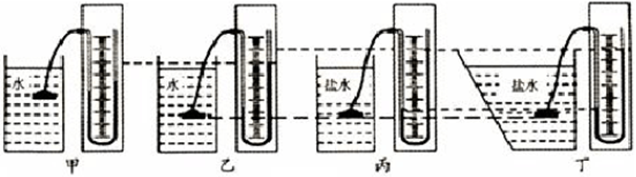 水 水 盐水 盐水
甲 乙 丙 丁